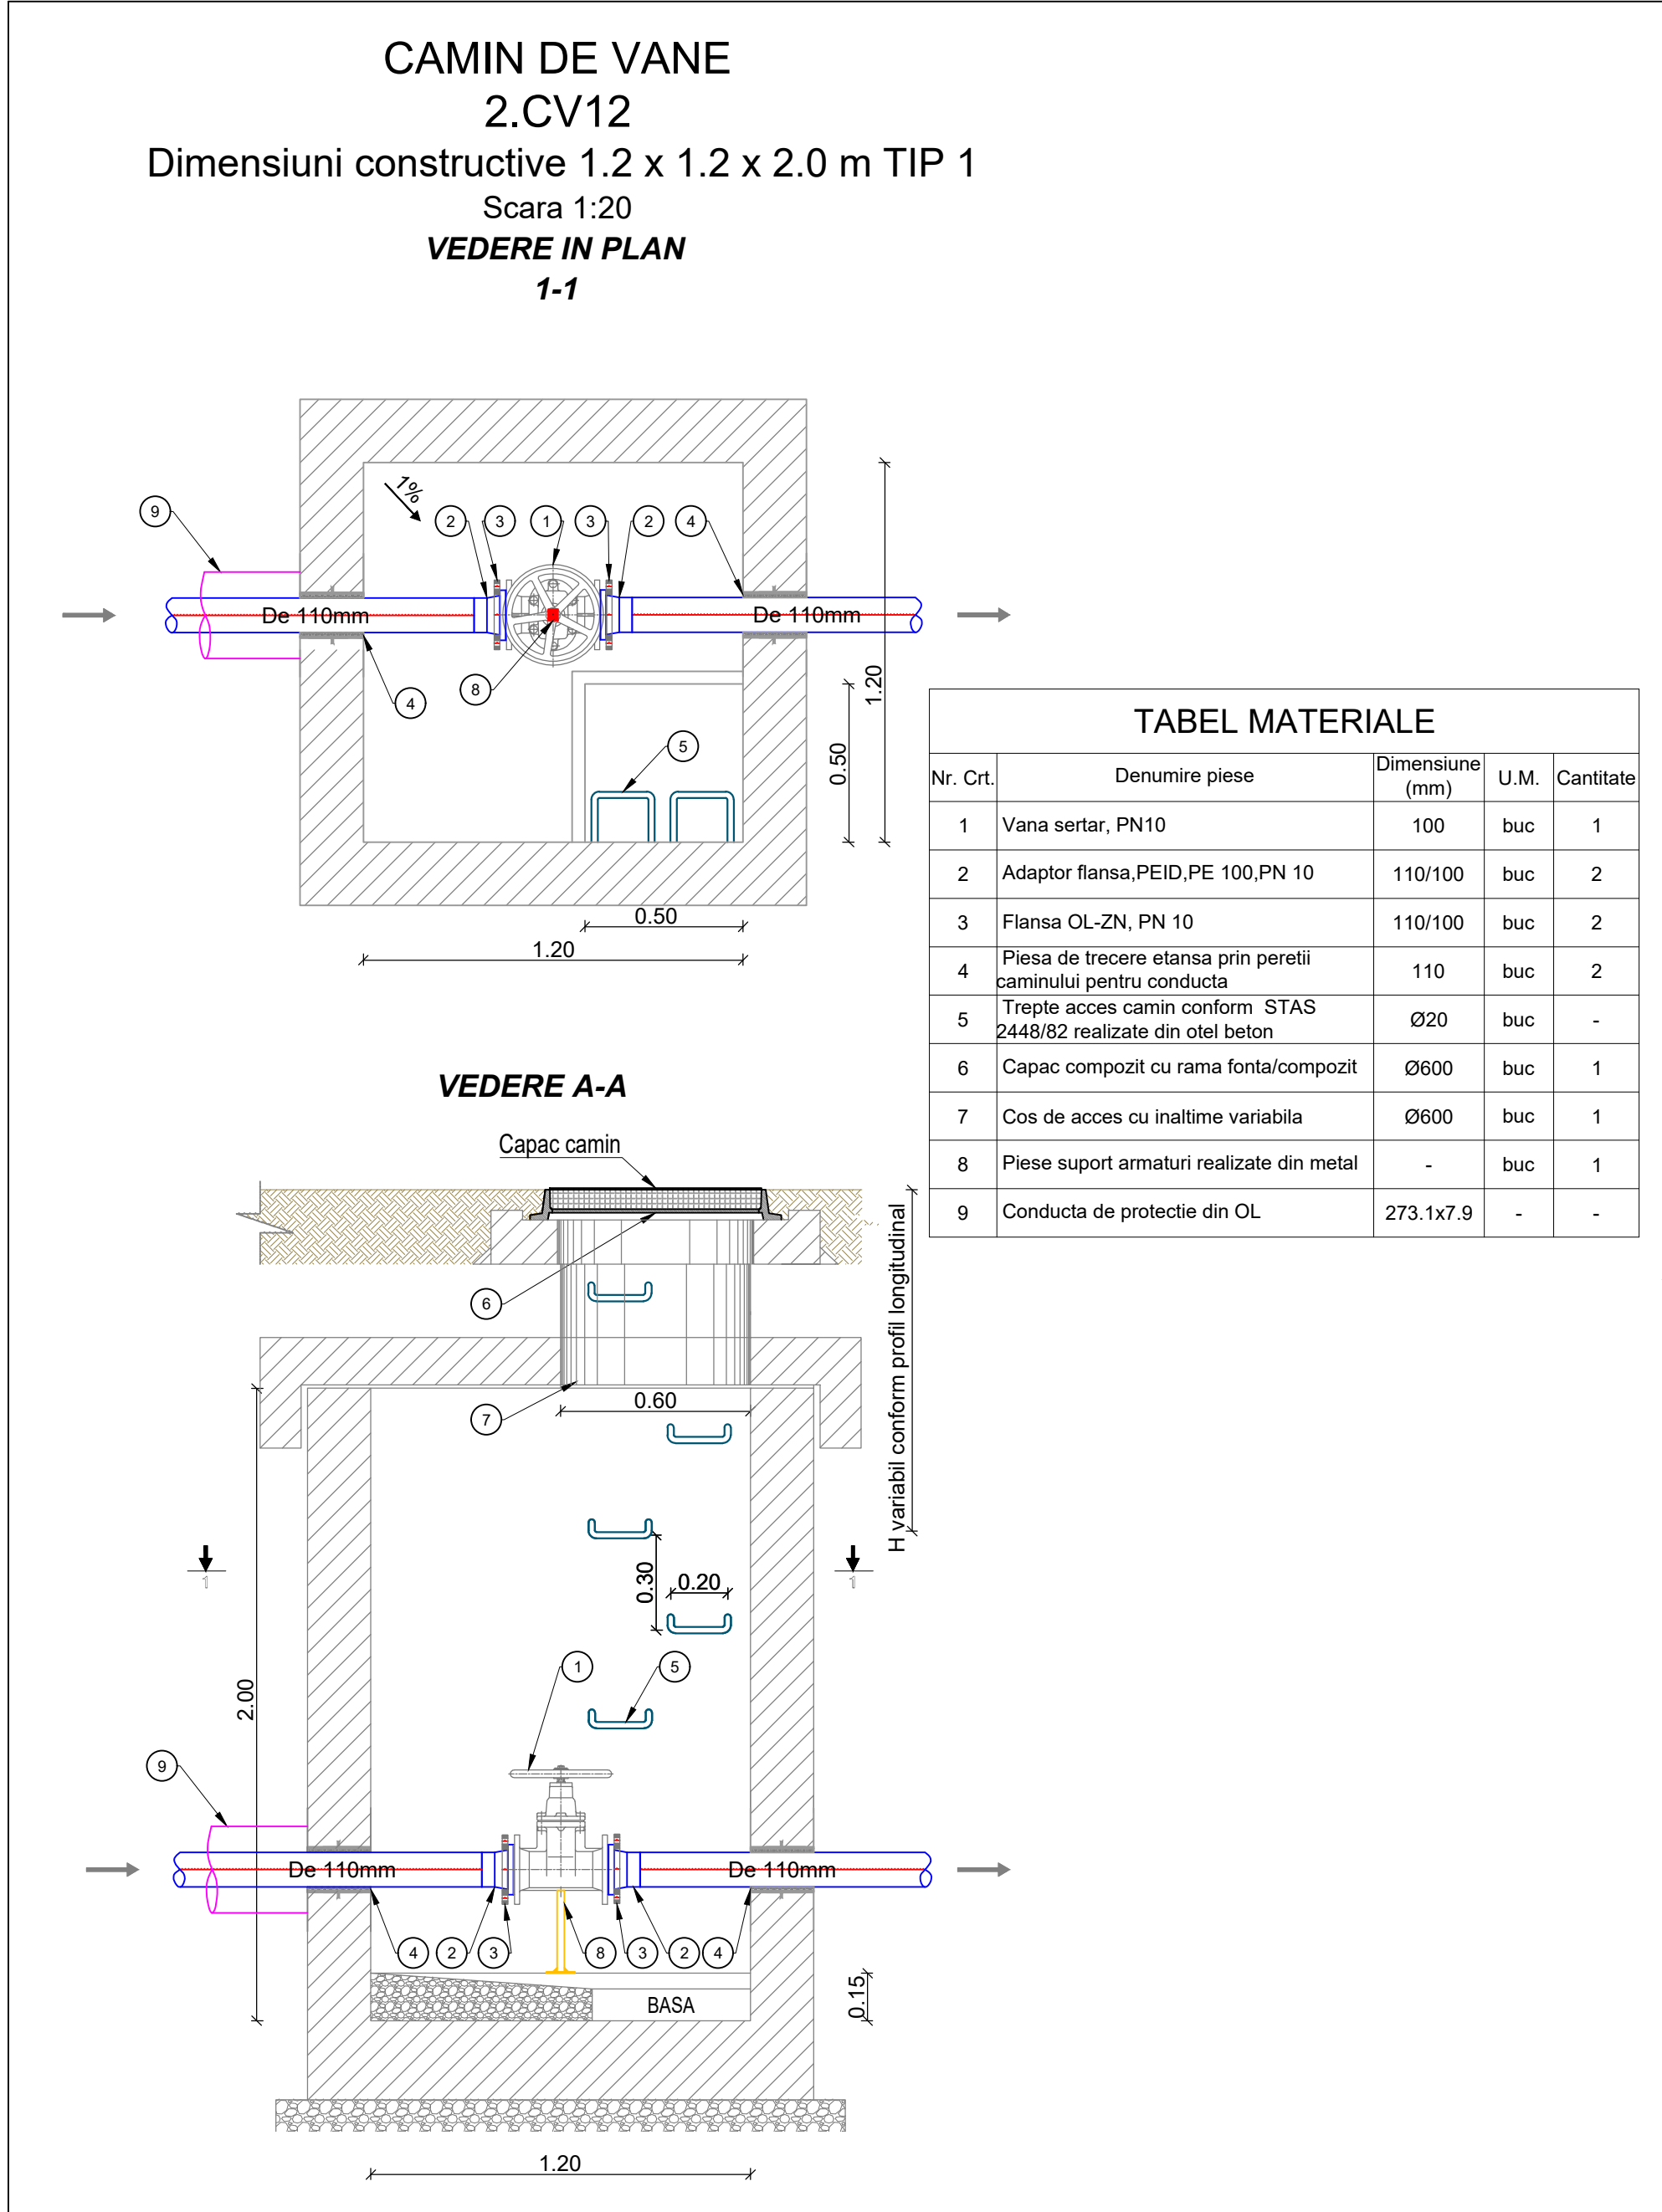 CAMIN DE VANE
2.CV12
Dimensiuni constructive 1.2 x 1.2 x 2.0 m TIP 1
Scara 1:20
VEDERE IN PLAN
1-1
9
1%
2 3 1 3 2 4
De 110mm De 110mm
8
4
5
0.50
1.20
0.50
1.20
TABEL MATERIALE
Nr. Crt. Denumire piese Dimensiune (mm) U.M. Cantitate
1 Vana sertar, PN10 100 buc 1
2 Adaptor flansa,PEID,PE 100,PN 10 110/100 buc 2
3 Flansa OL-ZN, PN 10 110/100 buc 2
4 Piesa de trecere etansa prin peretii
caminului pentru conducta 110 buc 2
5 Trepte acces camin conform STAS
2448/82 realizate din otel beton Ø20 buc -
6 Capac compozit cu rama fonta/compozit Ø600 buc 1
7 Cos de acces cu inaltime variabila Ø600 buc 1
8 Piese suport armaturi realizate din metal - buc 1
9 Conducta de protectie din OL 273.1x7.9 - -
VEDERE A-A
Capac camin
6
7
0.60
H variabil conform profil longitudinal
1 1
0.30
0.20
1 5
2.00
9
De 110mm De 110mm
4 2 3 8 3 2 4
BASA
0.15
1.20